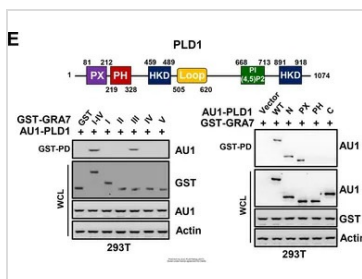 E
PLD1
81 212 459 489 668 713 891 918
1 PX PH HKD Loop PI (4,5)P2 HKD 1074
219 328 505 620
GST-GRA7 GST I-IV I II III IV V
AU1-PLD1 + + + + + + +
GST-PD AU1
WCL GST
AU1
Actin
293T
AU1-PLD1 Vector WT N PX PH C
GST-GRA7 + + + + + +
GST-PD AU1
WCL AU1
GST
Actin
293T